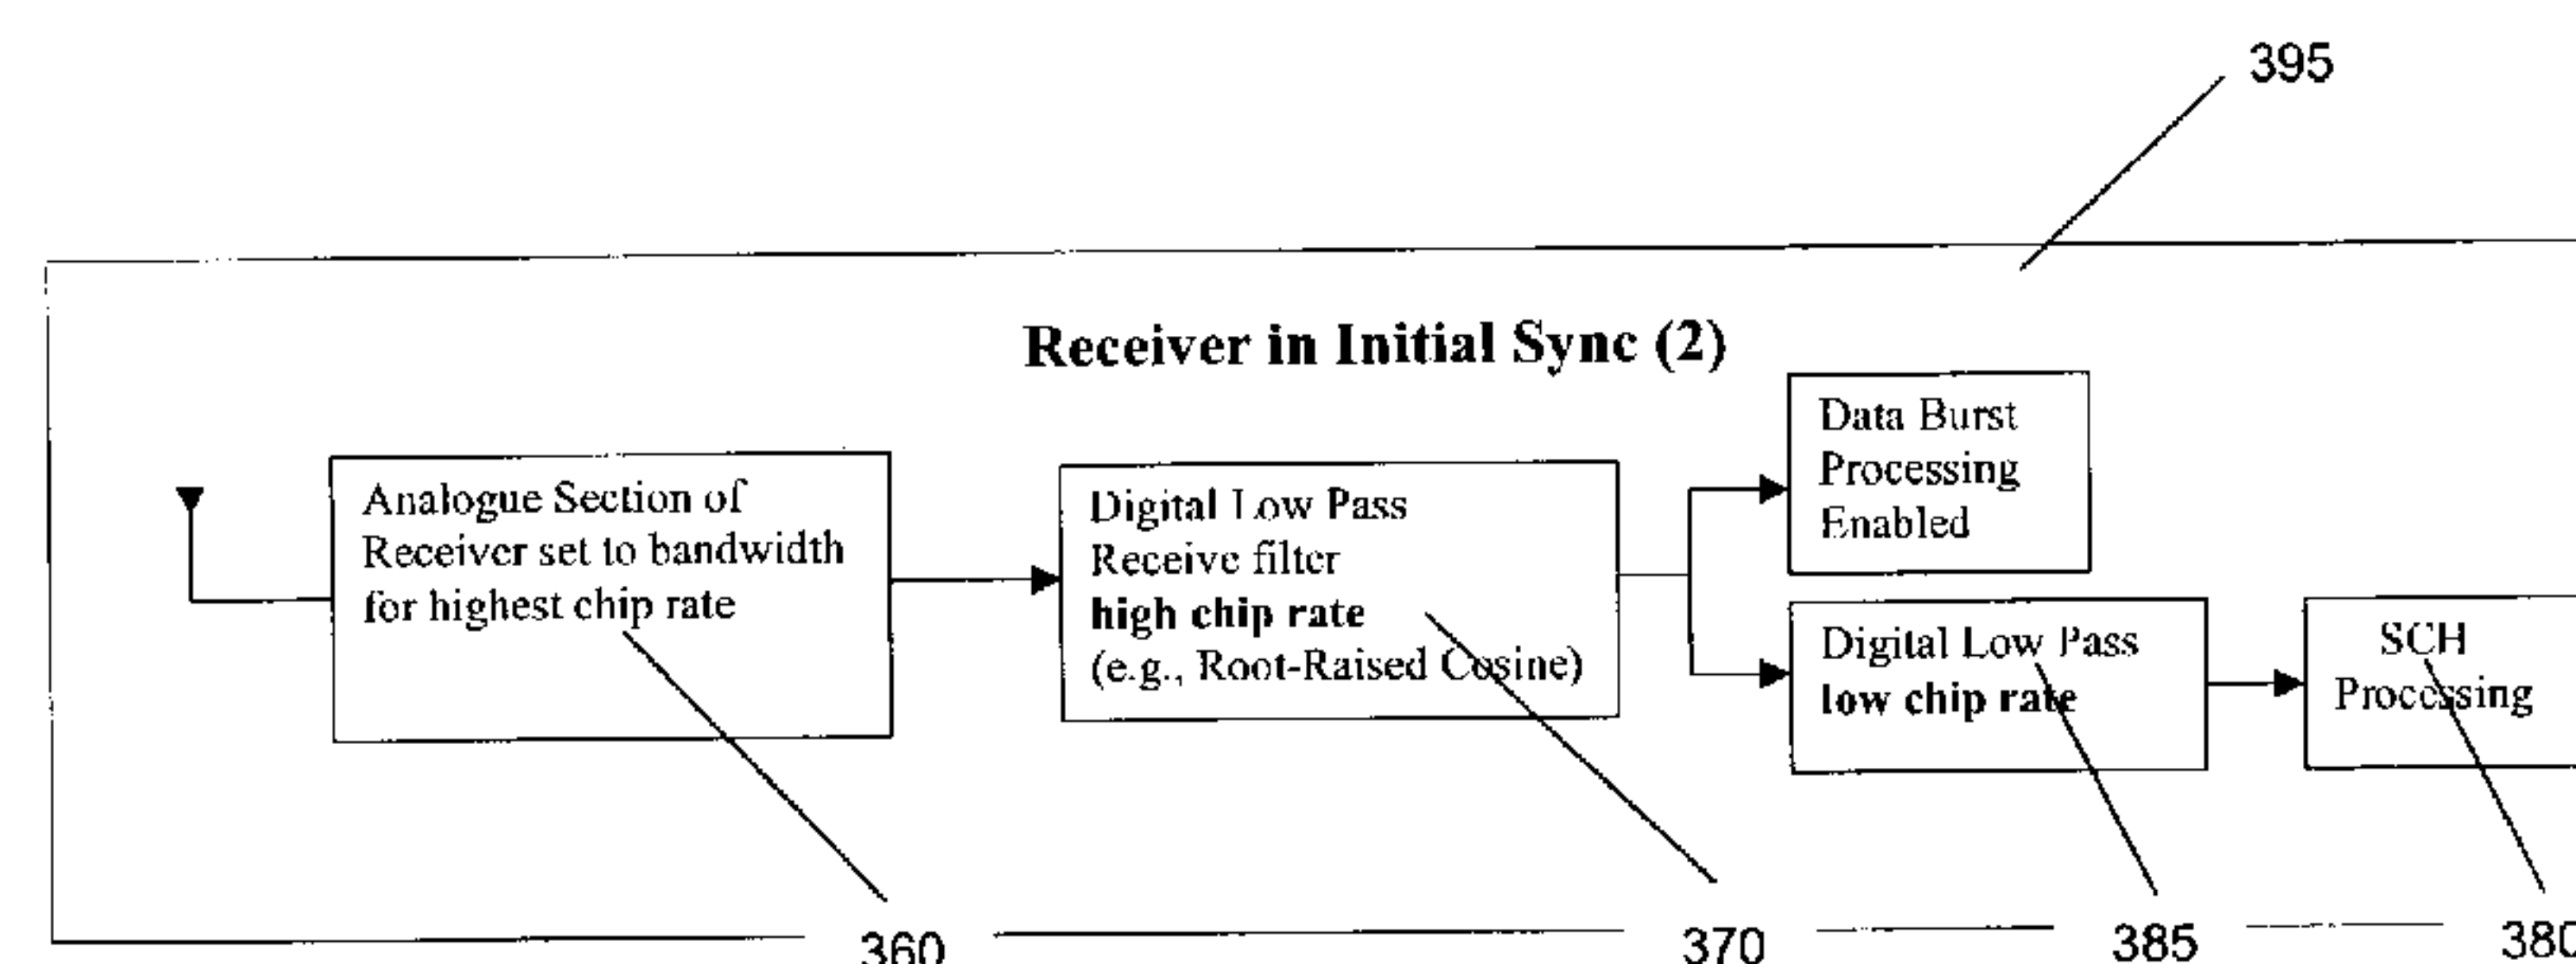 395
Receiver in Initial Sync (2)
Analogue Section of
Receiver set to bandwidth
for highest chip rate
Digital Low Pass
Receive filter
high chip rate
(e.g., Root-Raised Cosine)
Data Burst
Processing
Enabled
Digital Low Pass
low chip rate
SCH
Processing
360
370
385
380